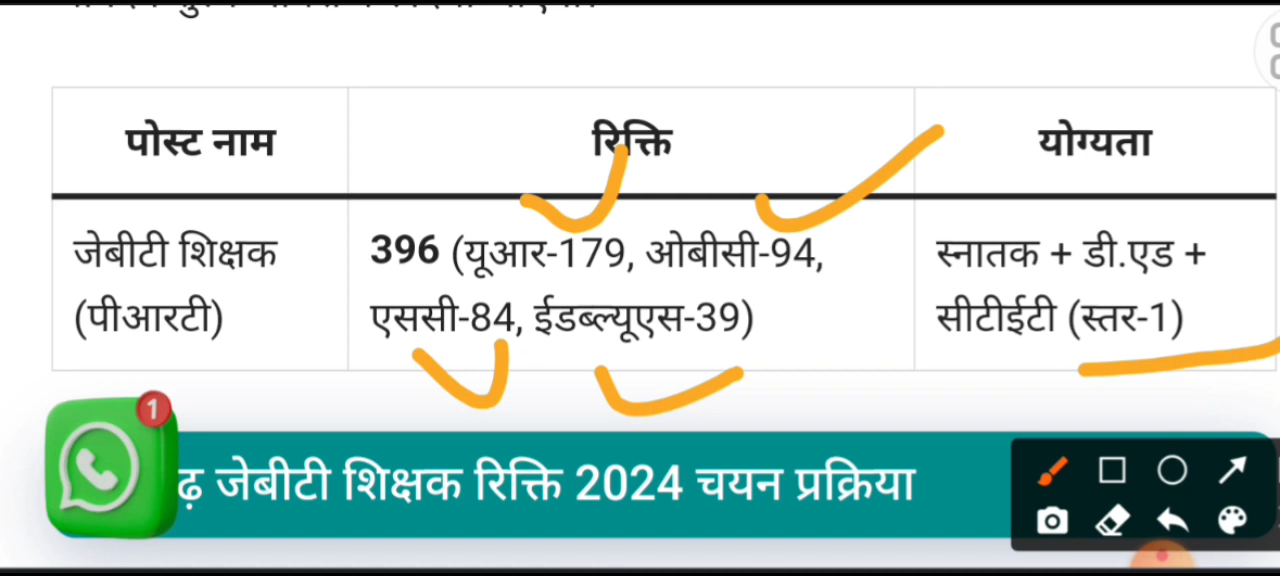 पोस्ट नाम
रिक्ति
योग्यता
जेबीटी शिक्षक
(पीआरटी)
396 (यूआर-179, ओबीसी-94,
एससी-84, ईडब्ल्यूएस-39)
स्नातक + डी.एड +
सीटीईटी (स्तर-1)
1
ढ़ जेबीटी शिक्षक रिक्ति 2024 चयन प्रक्रिया